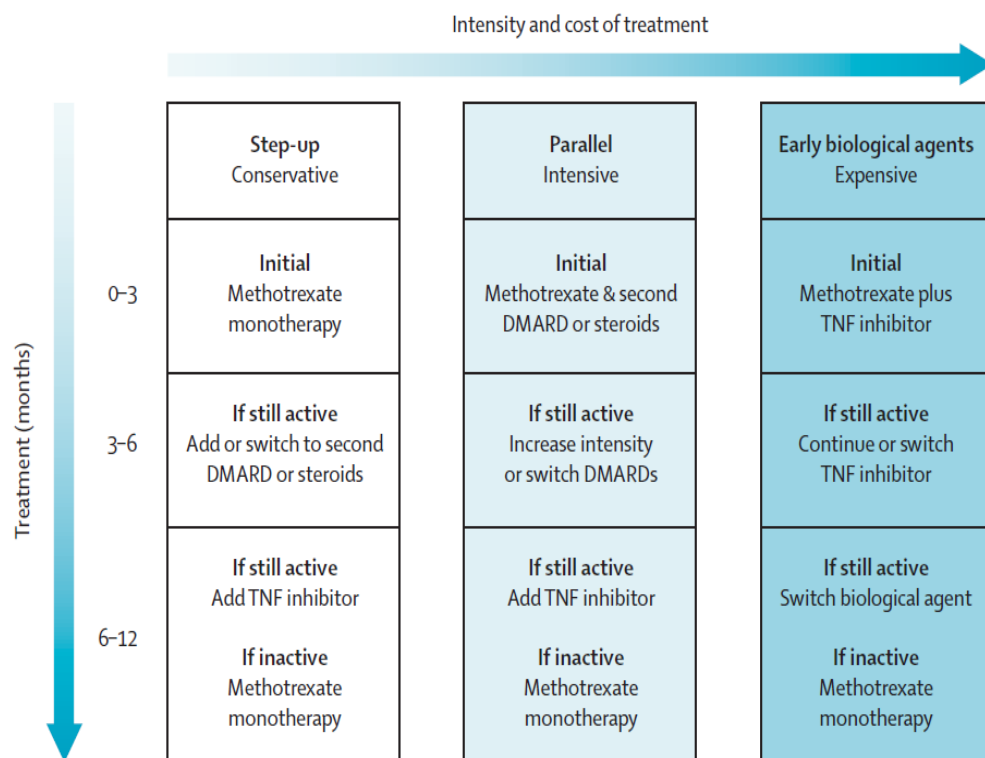 Intensity and cost of treatment
Step-up
Conservative
Parallel
Intensive
Early biological agents
Expensive
Treatment (months)
0–3
Initial
Methotrexate
monotherapy
Initial
Methotrexate & second
DMARD or steroids
Initial
Methotrexate plus
TNF inhibitor
3–6
If still active
Add or switch to second
DMARD or steroids
If still active
Increase intensity
or switch DMARDs
If still active
Continue or switch
TNF inhibitor
6–12
If still active
Add TNF inhibitor
If inactive
Methotrexate
monotherapy
If still active
Add TNF inhibitor
If inactive
Methotrexate
monotherapy
If still active
Switch biological agent
If inactive
Methotrexate
monotherapy